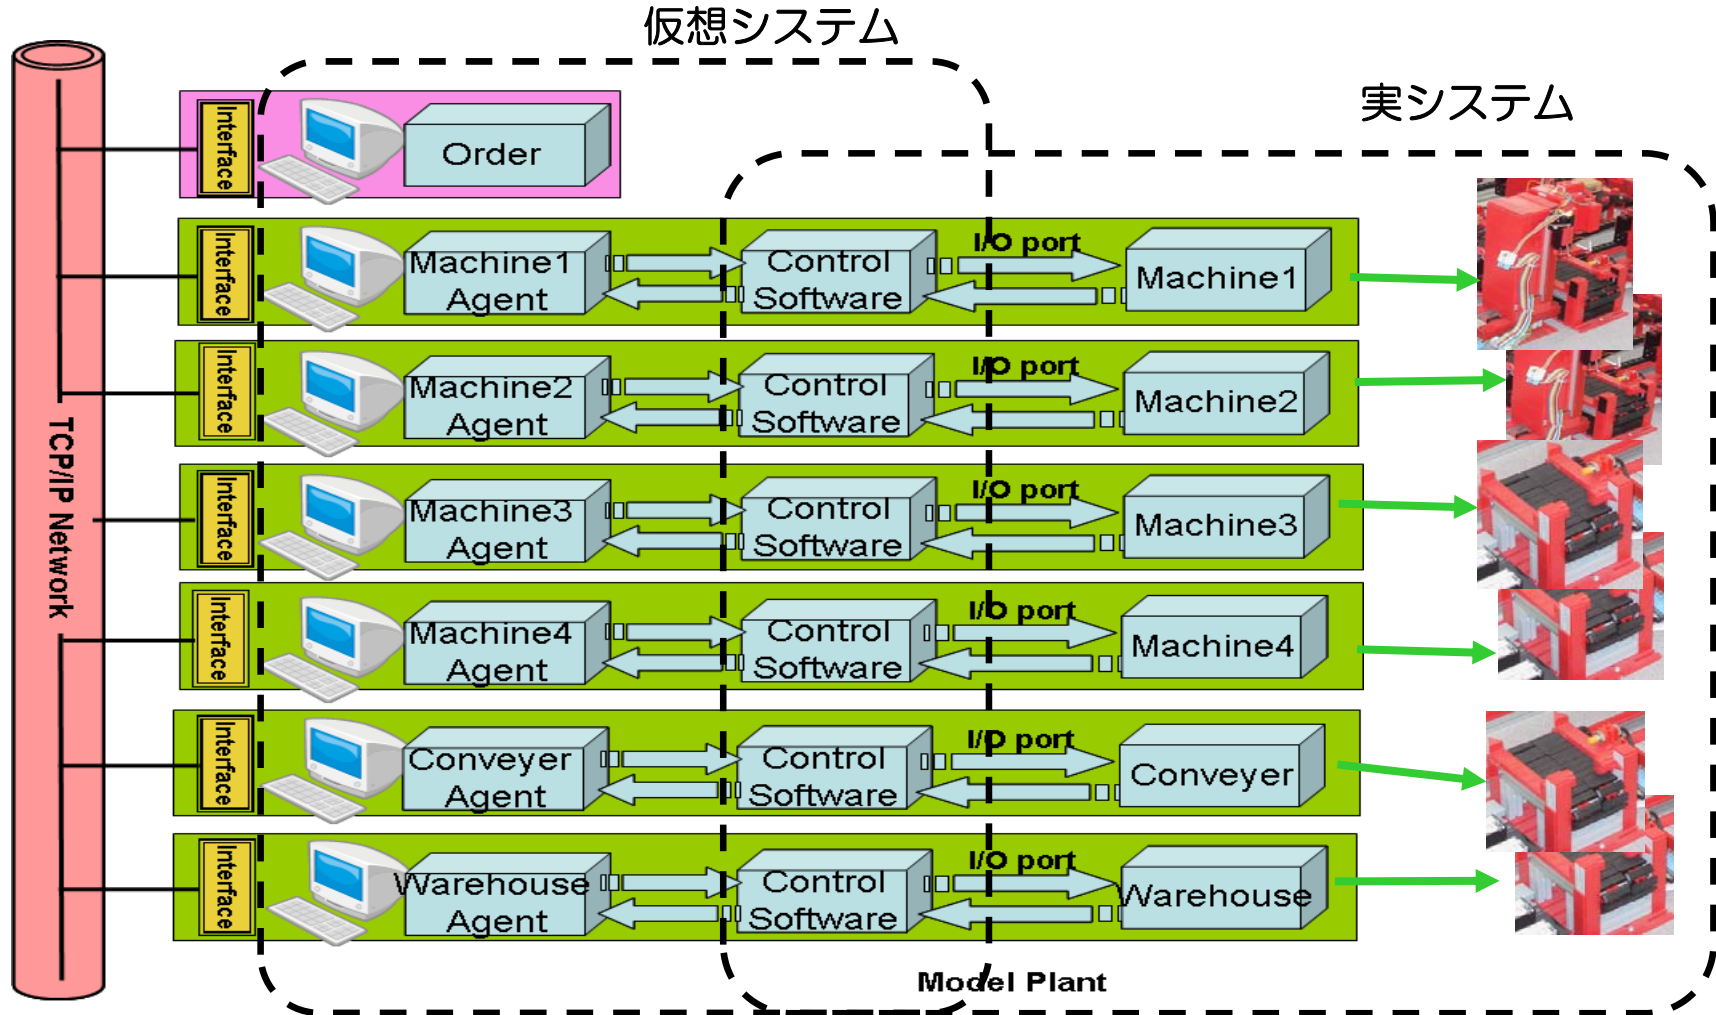 仮想システム
実システム
TCP/IP Network
Interface
Order
Interface
Machine1
Agent
Control
Software
I/O port
Machine1
Interface
Machine2
Agent
Control
Software
I/O port
Machine2
Interface
Machine3
Agent
Control
Software
I/O port
Machine3
Interface
Machine4
Agent
Control
Software
I/O port
Machine4
Interface
Conveyer
Agent
Control
Software
I/O port
Conveyer
Interface
Warehouse
Agent
Control
Software
I/O port
Warehouse
Model Plant